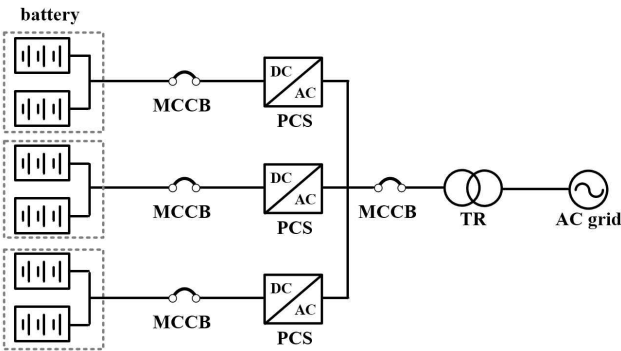 battery
DC
AC
MCCB
PCS
DC
AC
MCCB
PCS
MCCB
TR
AC grid
DC
AC
MCCB
PCS